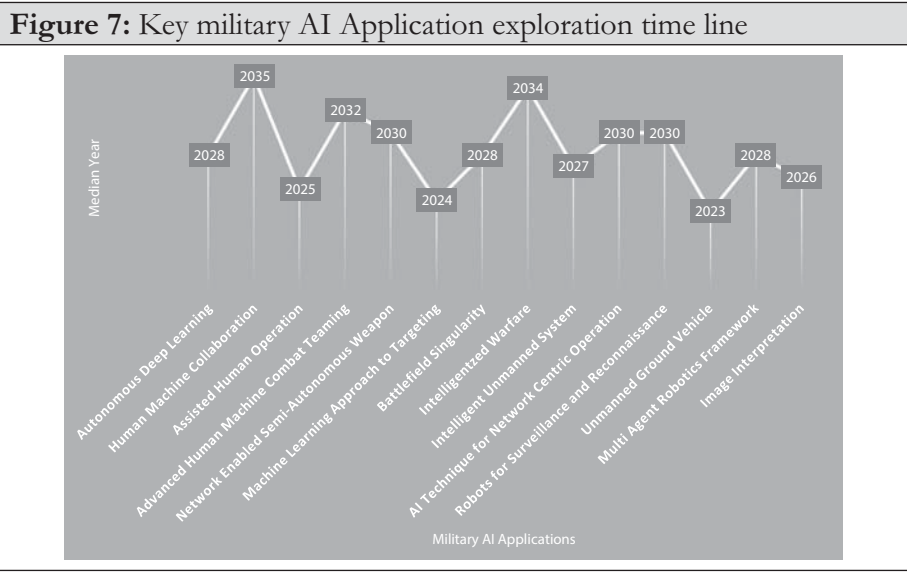 Figure 7: Key military AI Application exploration time line
Median Year
2028
2035
2025
2032
2030
2024
2028
2034
2027
2030
2030
2023
2028
2026
Autonomous Deep Learning
Human Machine Collaboration
Assisted Human Operation
Advanced Human Machine Combat Teaming
Network Enabled Semi-Autonomous Weapon
Machine Learning Approach to Targeting
Battlefield Singularity
Intelligentzed Warfare
Intelligent Unmanned System
AI Technique for Network Centric Operation
Robots for Surveillance and Reconnaissance
Unmanned Ground Vehicle
Multi Agent Robotics Framework
Image Interpretation
Military AI Applications